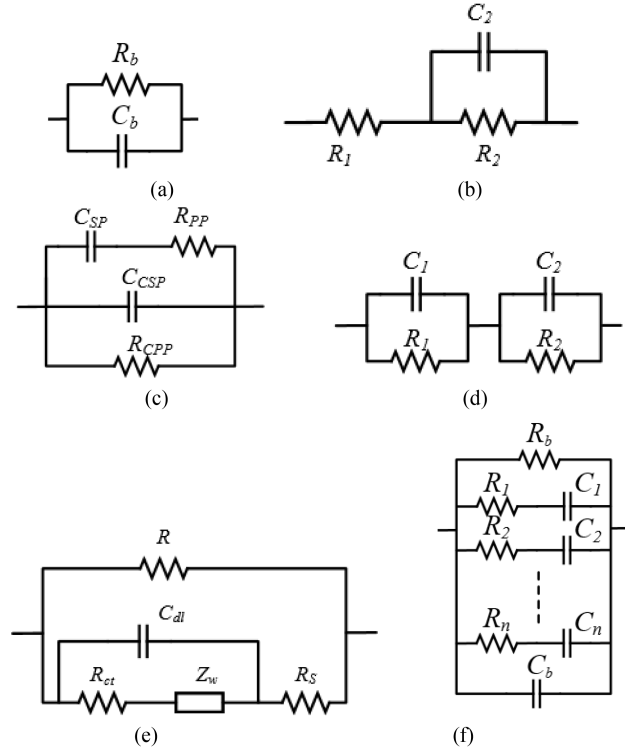 R_b
C_b
(a)
C_2
R_1
R_2
(b)
C_SP
R_PP
C_CSP
R_CPP
(c)
C_1
C_2
R_1
R_2
(d)
R
C_dl
R_ct
Z_w
R_S
(e)
R_b
R_1
C_1
R_2
C_2
R_n
C_n
C_b
(f)